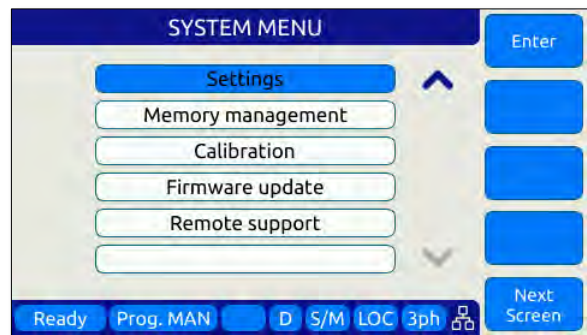 SYSTEM MENU
Enter
Settings
Memory management
Calibration
Firmware update
Remote support
Next
Screen
Ready Prog. MAN D S/M LOC 3ph